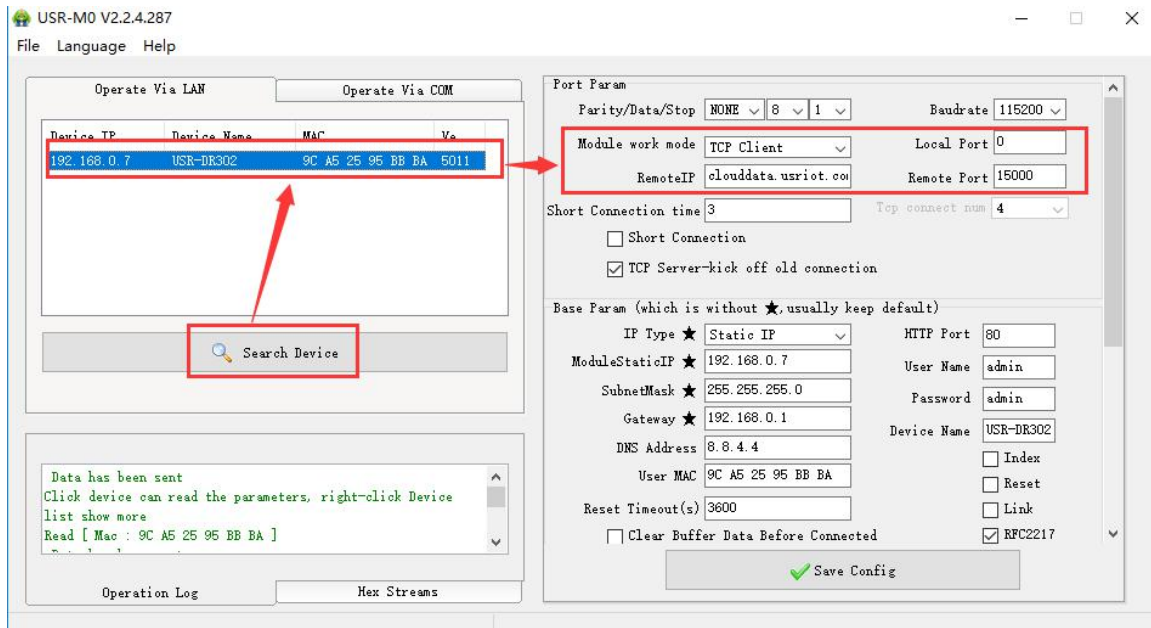 USR-M0 V2.2.4.287
File Language Help
Operate Via LAN Operate Via COM
Device IP Device Name MAC Ve
192.168.0.7 USR-DR302 9C A5 25 95 BB BA 5011
Search Device
Data has been sent
Click device can read the parameters, right-click Device
list show more
Read [ Mac : 9C A5 25 95 BB BA ]
Operation Log Hex Streams
Port Param
Parity/Data/Stop NONE 8 1 Baudrate 115200
Module work mode TCP Client Local Port 0
RemoteIP clouddata.usriot.co Remote Port 15000
Short Connection time 3 Tcp connect num 4
Short Connection
TCP Server-kick off old connection
Base Param (which is without ★, usually keep default)
IP Type ★ Static IP HTTP Port 80
ModuleStaticIP ★ 192.168.0.7 User Name admin
SubnetMask ★ 255.255.255.0 Password admin
Gateway ★ 192.168.0.1 Device Name USR-DR302
DNS Address 8.8.4.4 Index
User MAC 9C A5 25 95 BB BA Reset
Reset Timeout(s) 3600 Link
Clear Buffer Data Before Connected RFC2217
Save Config